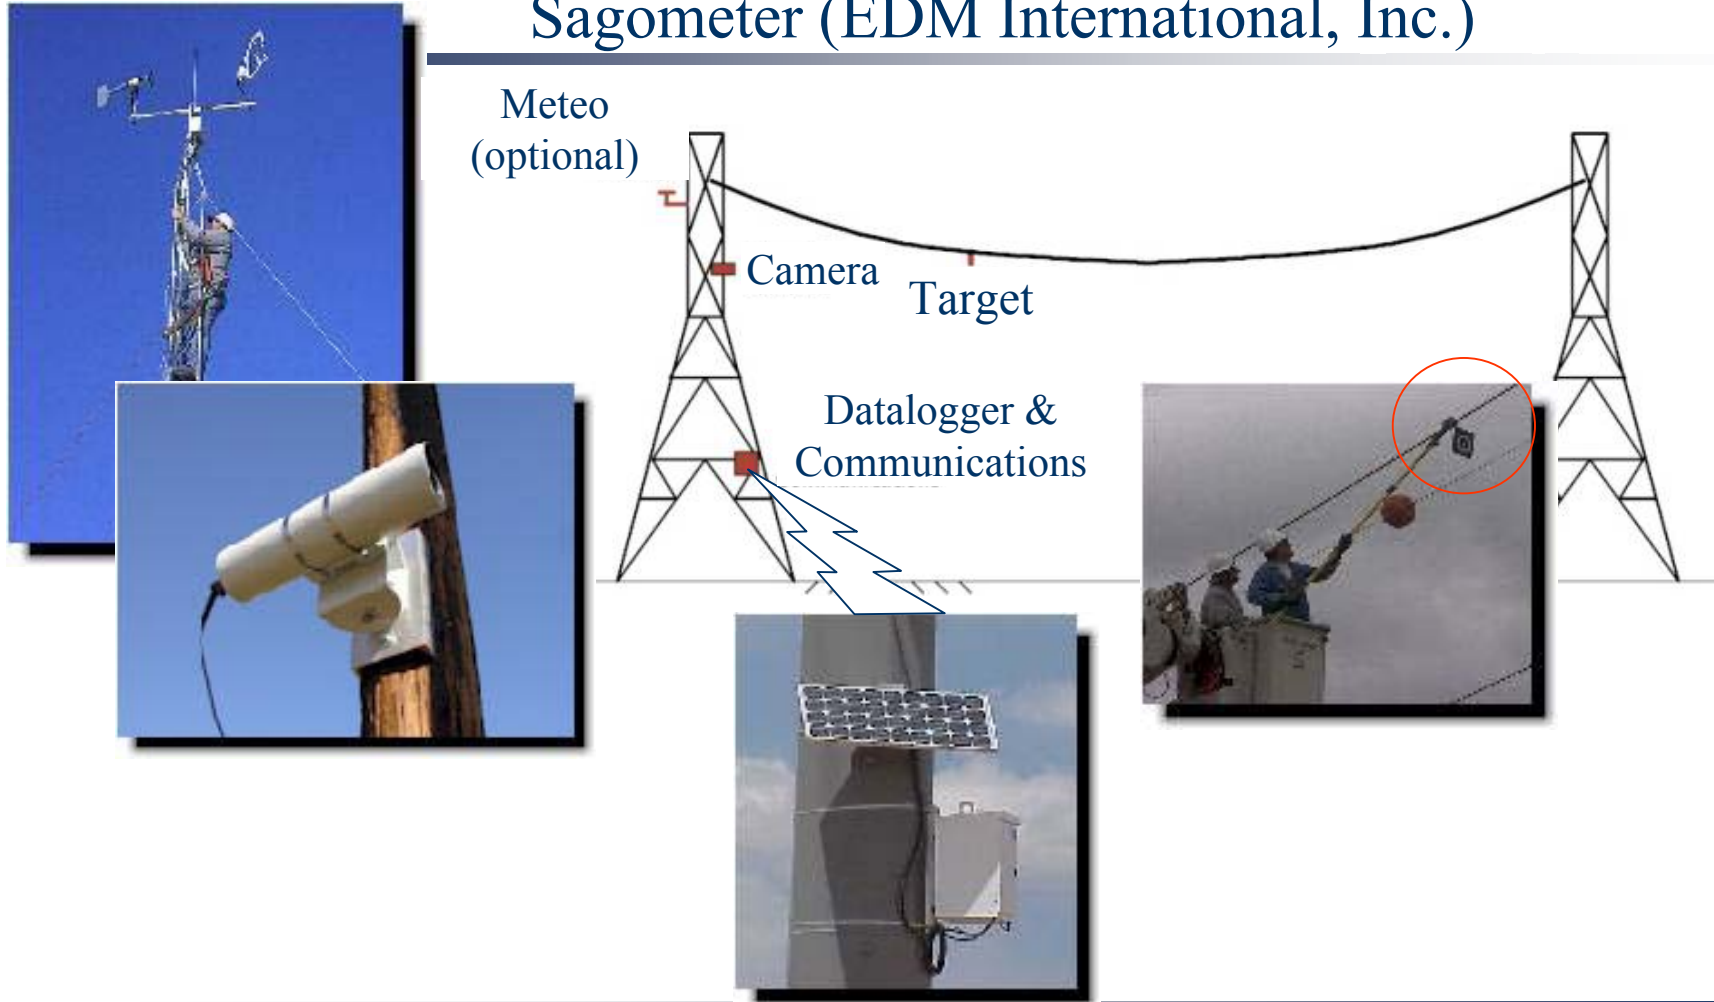 Sagometer (EDM International, Inc.)
Meteo
(optional)
Camera
Target
Datalogger &
Communications